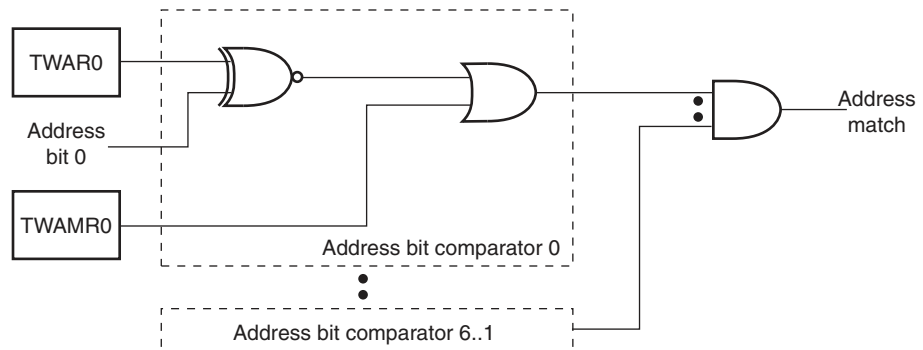 TWAR0
Address
bit 0
TWAMR0
Address bit comparator 0
Address bit comparator 6..1
Address
match